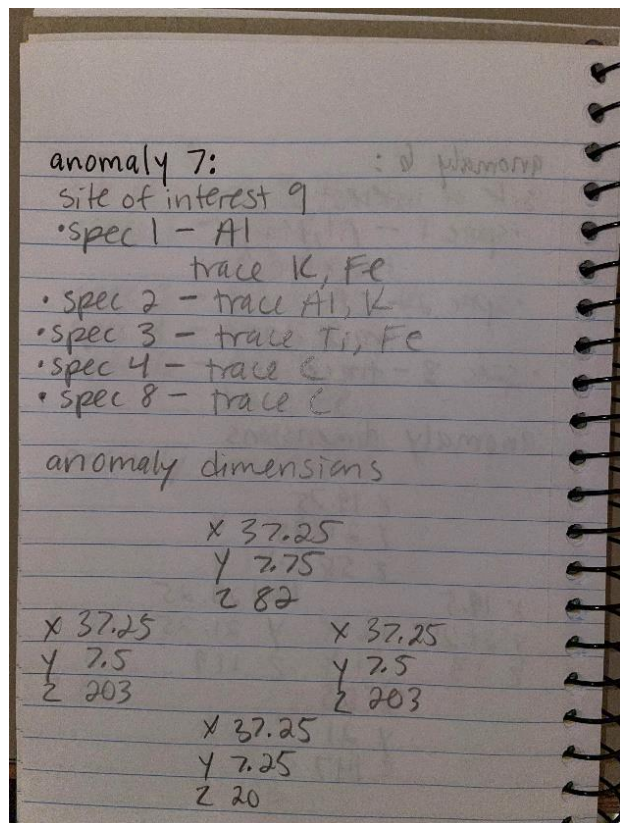 anomaly 7:
site of interest 9
•spec 1 - Al
trace K, Fe
• spec 2 - trace Al, K
•spec 3 - trace Ti, Fe
•spec 4 - trace C
• spec 8 - trace C
anomaly dimensions
x 37.25
y 7.75
z 82
x 37.25 x 37.25
y 7.5 y 7.5
z 203 z 203
x 37.25
y 7.25
z 20